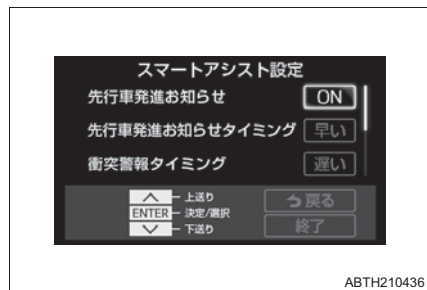 スマートアシスト設定
先行車発進お知らせ ON
先行車発進お知らせタイミング 早い
衝突警報タイミング 遅い
上送り
ENTER 決定/選択
下送り
戻る
終了
ABTH210436